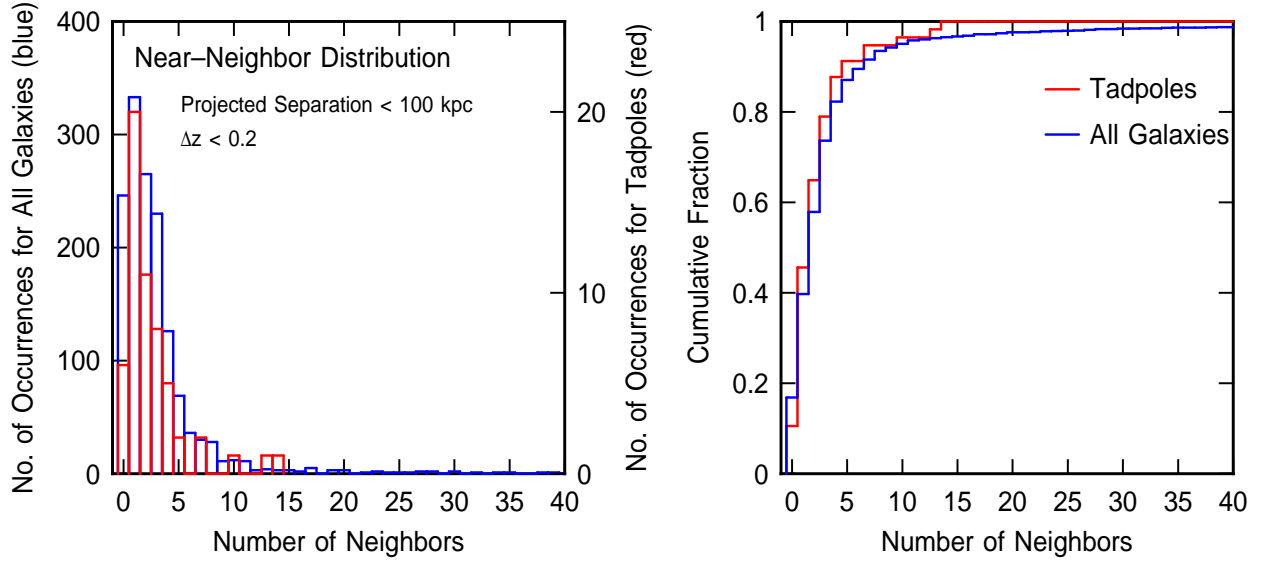 No. of Occurrences for All Galaxies (blue)
400
300
200
100
0
Near–Neighbor Distribution
Projected Separation < 100 kpc
Δz < 0.2
20
10
0
No. of Occurrences for Tadpoles (red)
0 5 10 15 20 25 30 35 40
Number of Neighbors
Cumulative Fraction
1
0.8
0.6
0.4
0.2
0
Tadpoles
All Galaxies
0 5 10 15 20 25 30 35 40
Number of Neighbors